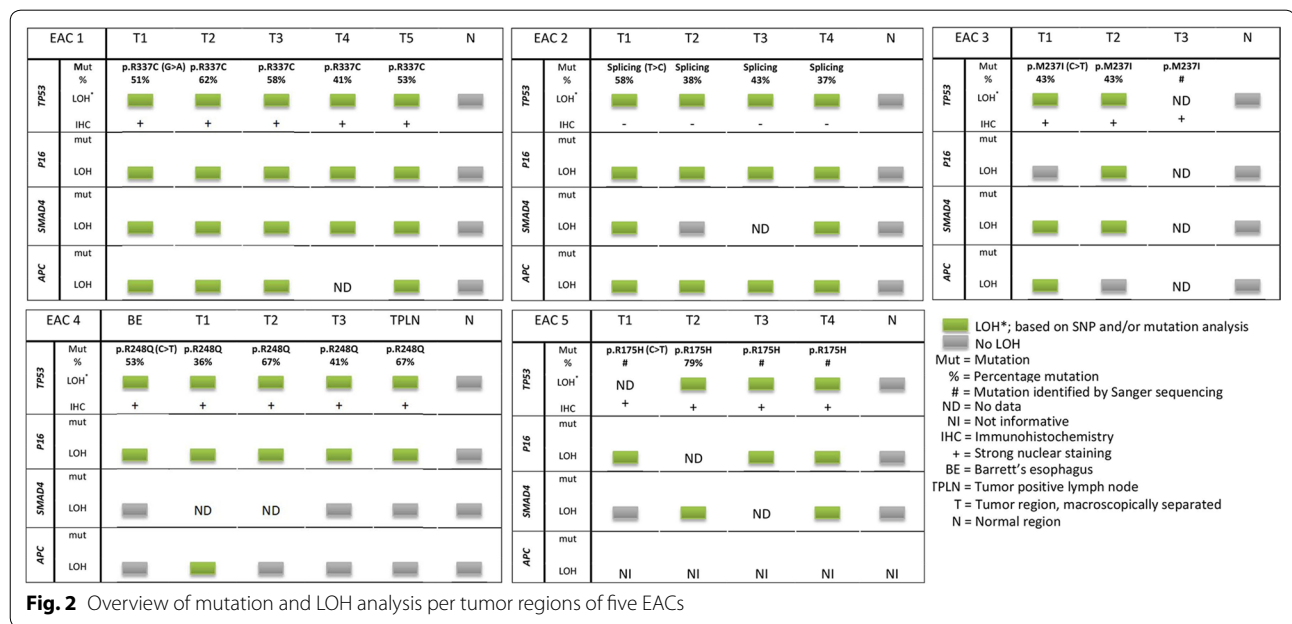 EAC 1 T1 T2 T3 T4 T5 N
TP53
Mut p.R337C (G>A) p.R337C p.R337C p.R337C p.R337C
% 51% 62% 58% 41% 53%
LOH*
IHC + + + + +
P16
mut
LOH
SMAD4
mut
LOH
APC
mut
LOH ND
EAC 2 T1 T2 T3 T4 N
TP53
Mut Splicing (T>C) Splicing Splicing Splicing
% 58% 38% 43% 37%
LOH*
IHC - - - -
P16
mut
LOH
SMAD4
mut
LOH ND
APC
mut
LOH
EAC 3 T1 T2 T3 N
TP53
Mut p.M237I (C>T) p.M237I p.M237I
% 43% 43% #
LOH* ND
IHC + + +
P16
mut
LOH ND
SMAD4
mut
LOH ND
APC
mut
LOH ND
EAC 4 BE T1 T2 T3 TPLN N
TP53
Mut p.R248Q (C>T) p.R248Q p.R248Q p.R248Q p.R248Q
% 53% 36% 67% 41% 67%
LOH*
IHC + + + + +
P16
mut
LOH
SMAD4
mut
LOH ND ND
APC
mut
LOH
EAC 5 T1 T2 T3 T4 N
TP53
Mut p.R175H (C>T) p.R175H p.R175H p.R175H
% # 79% # #
LOH* ND
IHC + + + +
P16
mut
LOH ND
SMAD4
mut
LOH ND
APC
mut
LOH NI NI NI NI NI
LOH*; based on SNP and/or mutation analysis
No LOH
Mut = Mutation
% = Percentage mutation
# = Mutation identified by Sanger sequencing
ND = No data
NI = Not informative
IHC = Immunohistochemistry
+ = Strong nuclear staining
BE = Barrett's esophagus
TPLN = Tumor positive lymph node
T = Tumor region, macroscopically separated
N = Normal region
Fig. 2 Overview of mutation and LOH analysis per tumor regions of five EACs